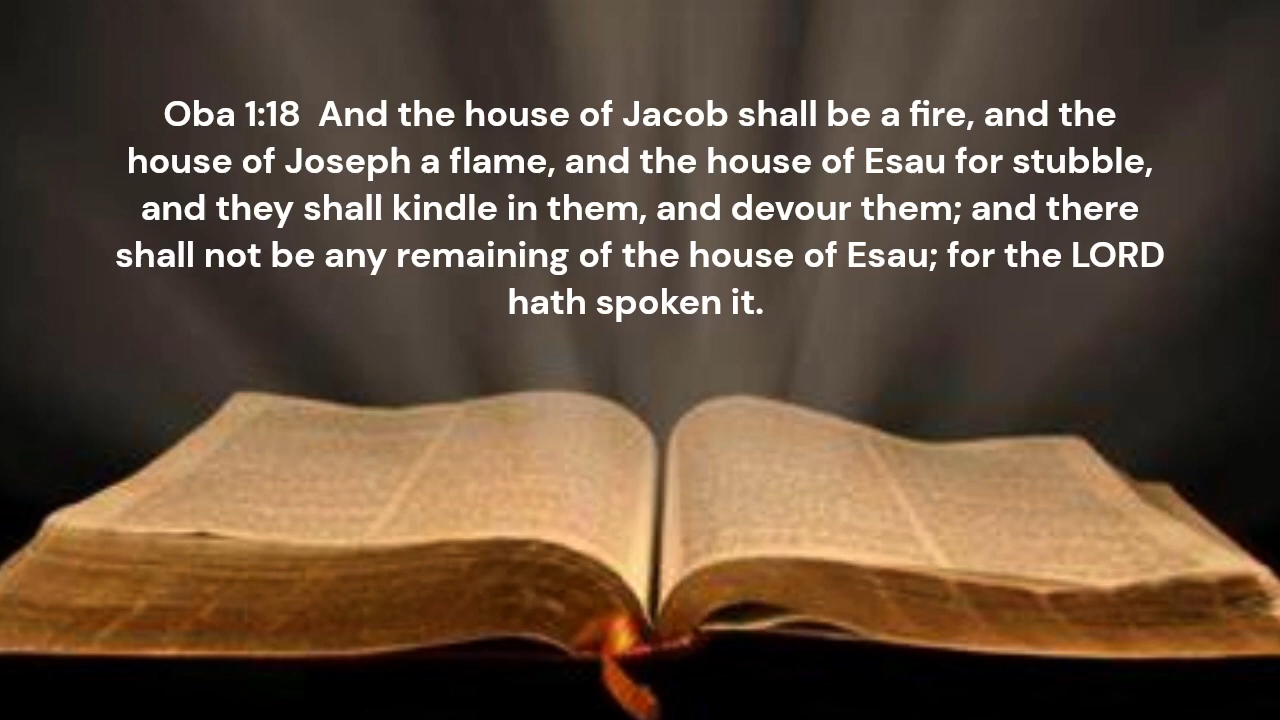 Oba 1:18  And the house of Jacob shall be a fire, and the
house of Joseph a flame, and the house of Esau for stubble,
and they shall kindle in them, and devour them; and there
shall not be any remaining of the house of Esau; for the LORD
hath spoken it.